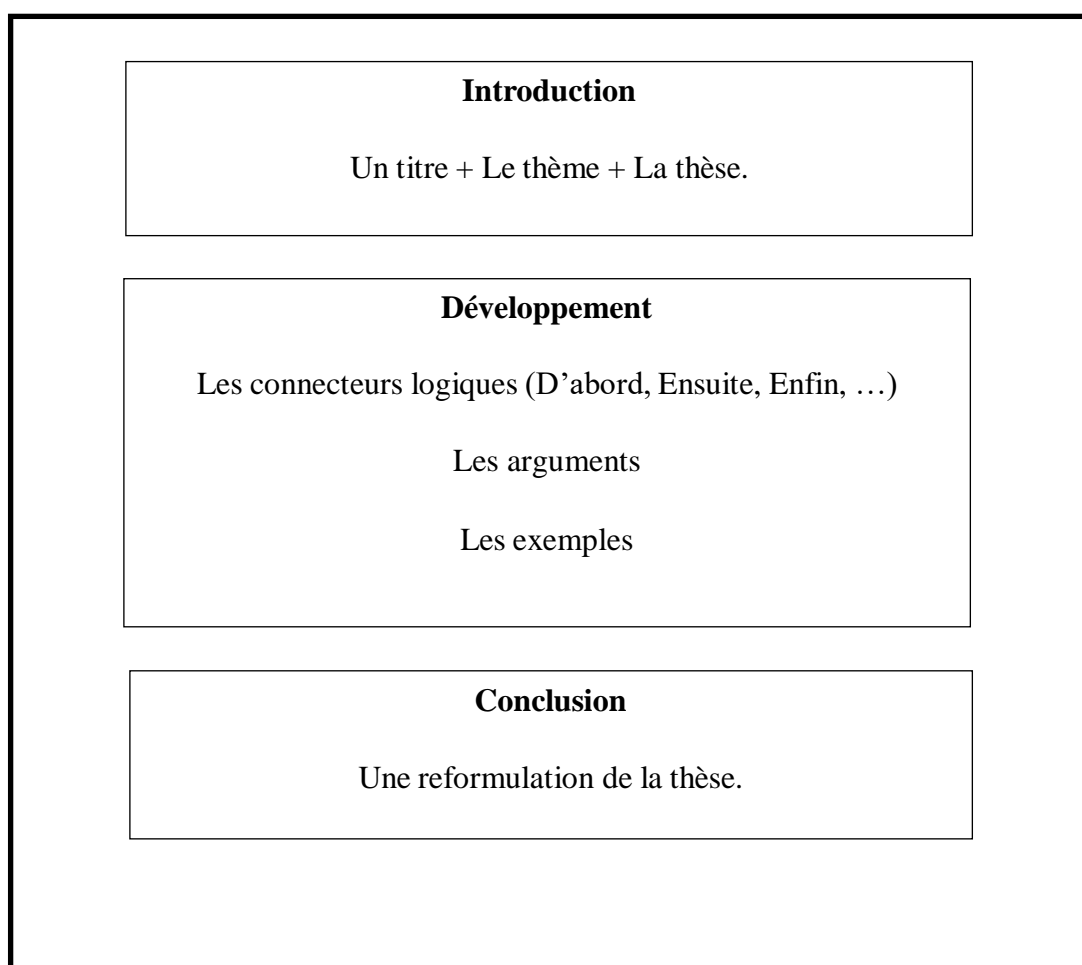 Introduction
Un titre + Le thème + La thèse.
Développement
Les connecteurs logiques (D’abord, Ensuite, Enfin, …)
Les arguments
Les exemples
Conclusion
Une reformulation de la thèse.